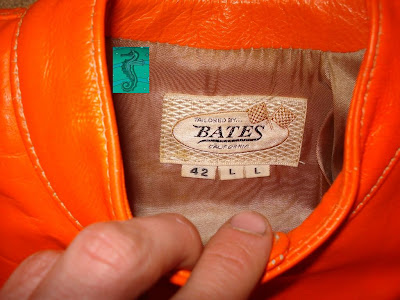 TAILORED BY...
BATES
CALIFORNIA
42 L L